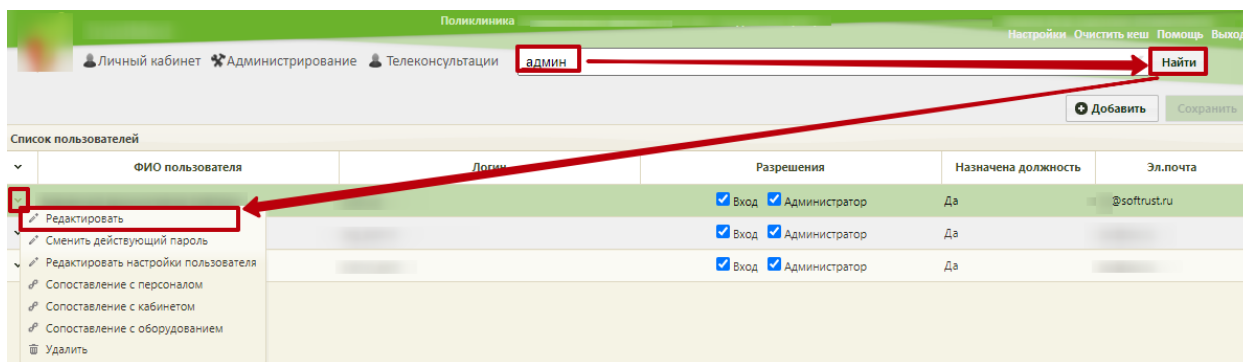 Поликлиника
Настройки Очистить кеш Помощь Выход
Личный кабинет Администрирование Телеконсультации админ Найти
Добавить Сохранить
Список пользователей
ФИО пользователя Логин Разрешения Назначена должность Эл.почта
Вход Администратор Да @softrust.ru
Редактировать
Сменить действующий пароль Вход Администратор Да
Редактировать настройки пользователя Вход Администратор Да
Сопоставление с персоналом
Сопоставление с кабинетом
Сопоставление с оборудованием
Удалить